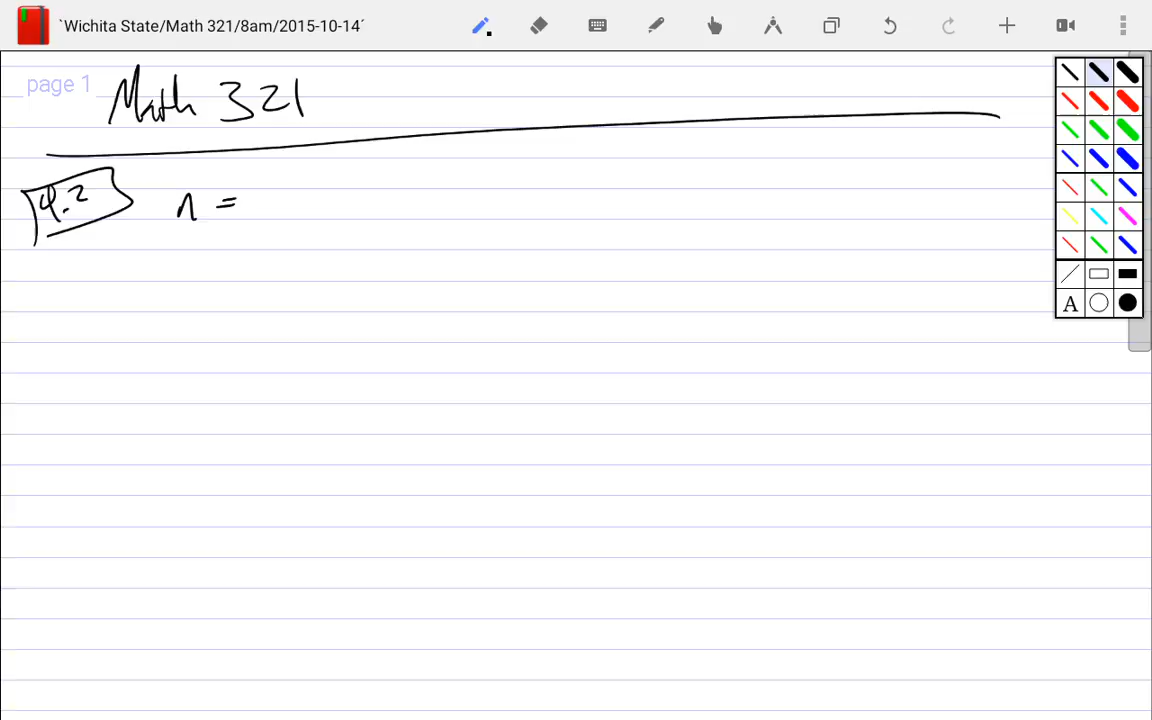 `Wichita State/Math 321/8am/2015-10-14´
page 1
Math 321
4.2 n =
A